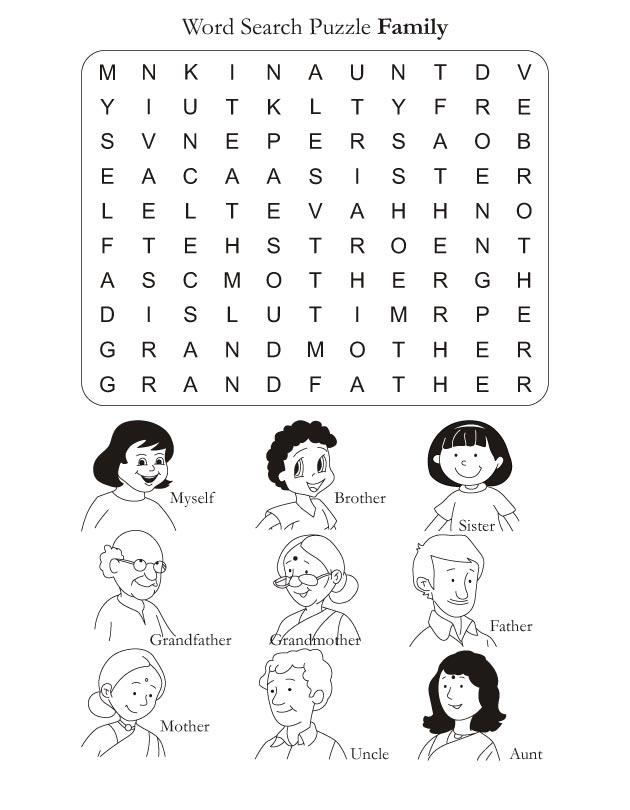 Word Search Puzzle Family
M N K I N A U N T D V
Y I U T K L T Y F R E
S V N E P E R S A O B
E A C A A S I S T E R
L E L T E V A H H N O
F T E H S T R O E N T
A S C M O T H E R G H
D I S L U T I M R P E
G R A N D M O T H E R
G R A N D F A T H E R
Myself
Brother
Sister
Grandfather
Grandmother
Father
Mother
Uncle
Aunt